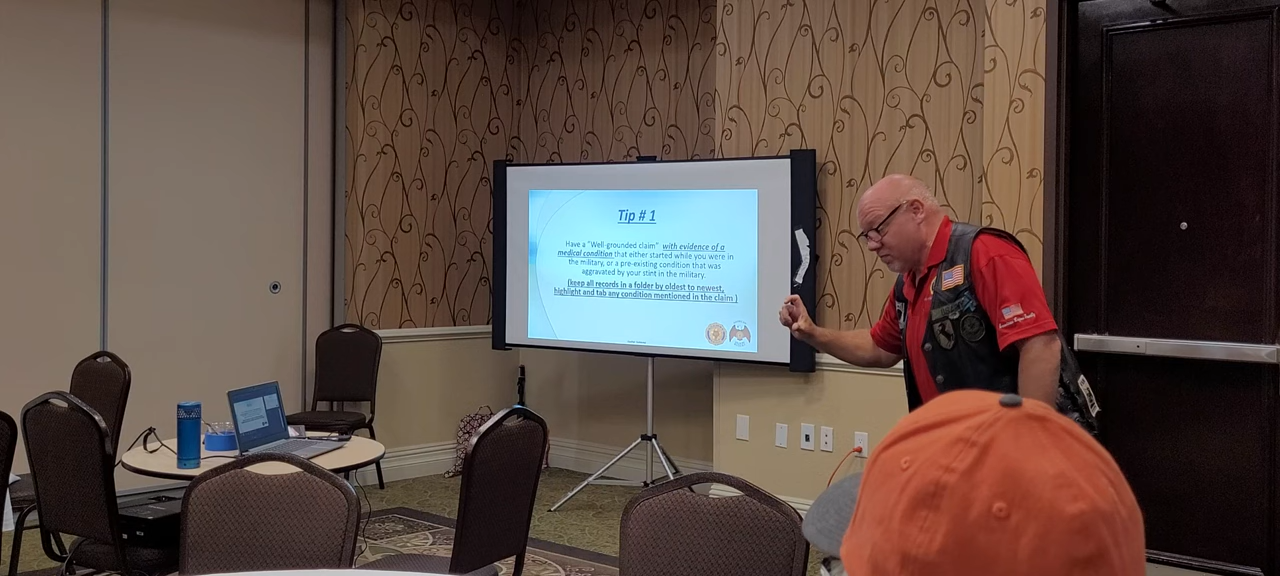 Tip # 1
Have a "Well-grounded claim" with evidence of a
medical condition that either started while you were in
the military, or a pre-existing condition that was
aggravated by your stint in the military.
(keep all records in a folder by oldest to newest,
highlight and tab any condition mentioned in the claim )